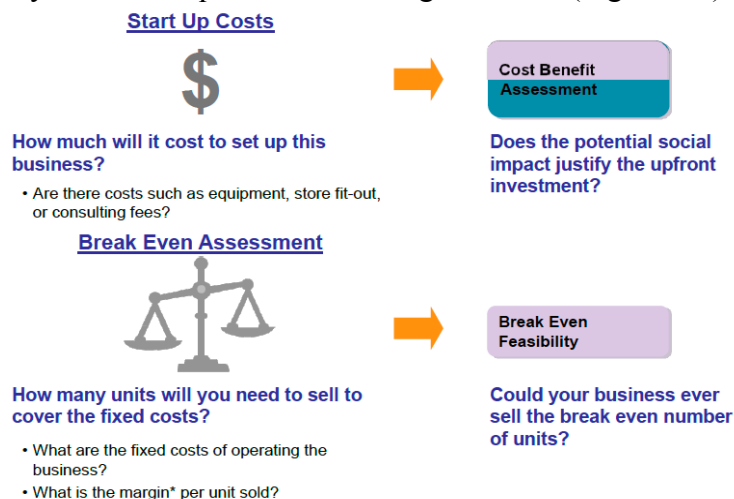 Start Up Costs
$
Cost Benefit
Assessment
How much will it cost to set up this
business?
• Are there costs such as equipment, store fit-out,
or consulting fees?
Does the potential social
impact justify the upfront
investment?
Break Even Assessment
Break Even
Feasibility
How many units will you need to sell to
cover the fixed costs?
• What are the fixed costs of operating the
business?
• What is the margin* per unit sold?
Could your business ever
sell the break even number
of units?